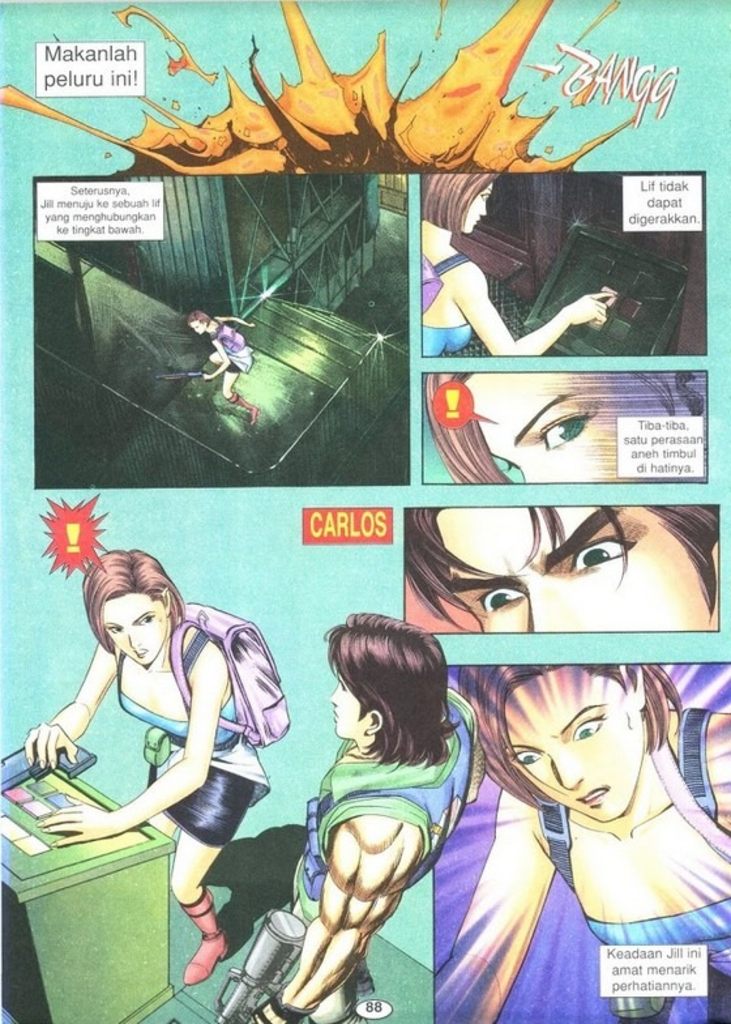 Makanlah
peluru ini!
BANGG
Seterusnya,
Jill menuju ke sebuah lif
yang menghubungkan
ke tingkat bawah.
Lif tidak
dapat
digerakkan.
!
Tiba-tiba,
satu perasaan
aneh timbul
di hatinya.
!
CARLOS
Keadaan Jill ini
amat menarik
perhatiannya.
88